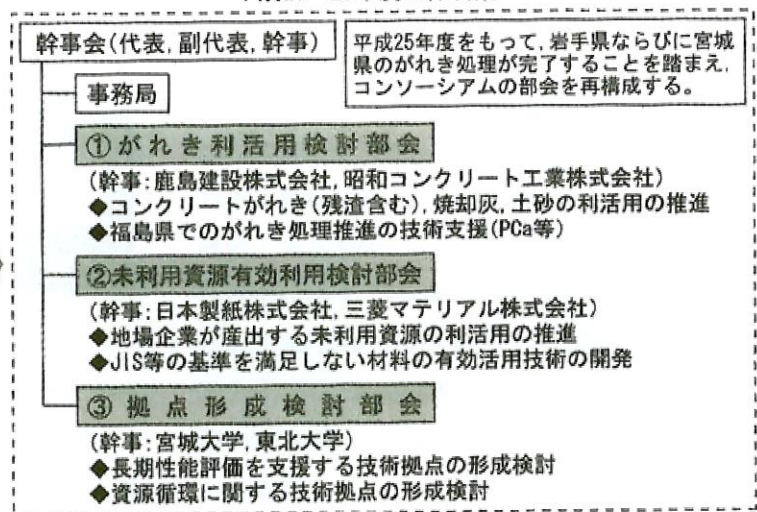 幹事会(代表,副代表,幹事)
平成25年度をもって,岩手県ならびに宮城
県のがれき処理が完了することを踏まえ,
コンソーシアムの部会を再構成する。
事務局
①がれき利活用検討部会
(幹事:鹿島建設株式会社,昭和コンクリート工業株式会社)
◆コンクリートがれき(残渣含む),焼却灰,土砂の利活用の推進
◆福島県でのがれき処理推進の技術支援(PCa等)
②未利用資源有効利用検討部会
(幹事:日本製紙株式会社,三菱マテリアル株式会社)
◆地場企業が産出する未利用資源の利活用の推進
◆JIS等の基準を満足しない材料の有効活用技術の開発
③拠点形成検討部会
(幹事:宮城大学,東北大学)
◆長期性能評価を支援する技術拠点の形成検討
◆資源循環に関する技術拠点の形成検討